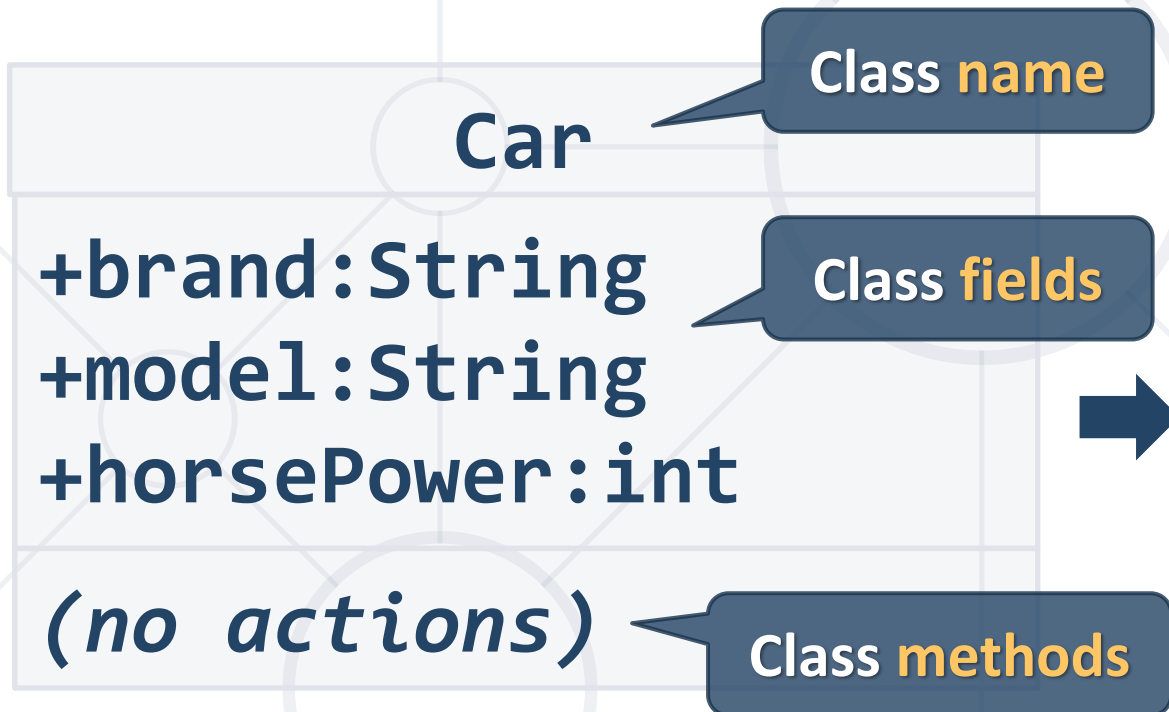 Class name
Car
+brand:String
Class fields
+model:String
+horsePower:int
(no actions)
Class methods